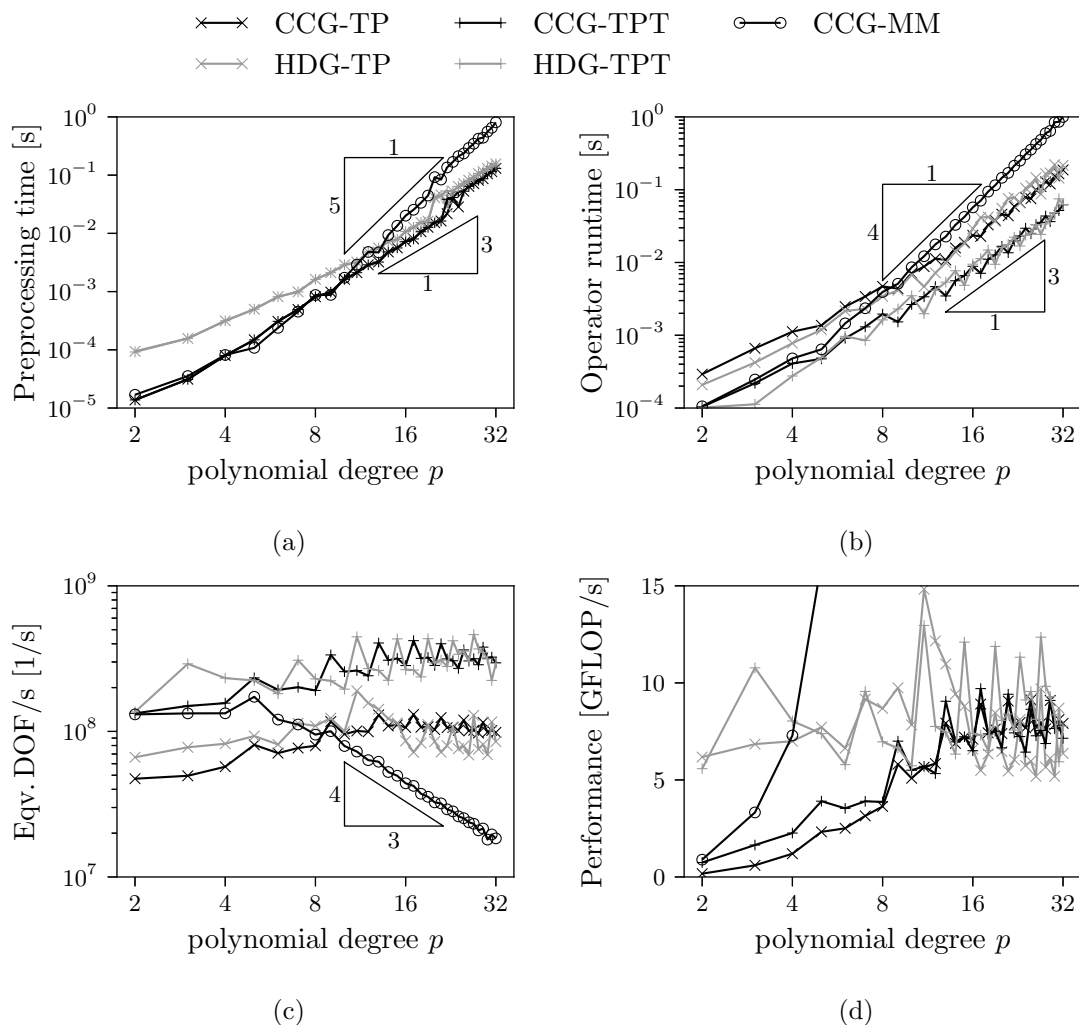 CCG-TP CCG-TPT CCG-MM
HDG-TP HDG-TPT
Preprocessing time [s]
10^0
10^-1
10^-2
10^-3
10^-4
10^-5
1
5
3
1
2 4 8 16 32
polynomial degree p
(a)
Operator runtime [s]
10^0
10^-1
10^-2
10^-3
10^-4
1
4
3
1
2 4 8 16 32
polynomial degree p
(b)
Eqv. DOF/s [1/s]
10^9
10^8
10^7
4
3
2 4 8 16 32
polynomial degree p
(c)
Performance [GFLOP/s]
15
10
5
0
2 4 8 16 32
polynomial degree p
(d)